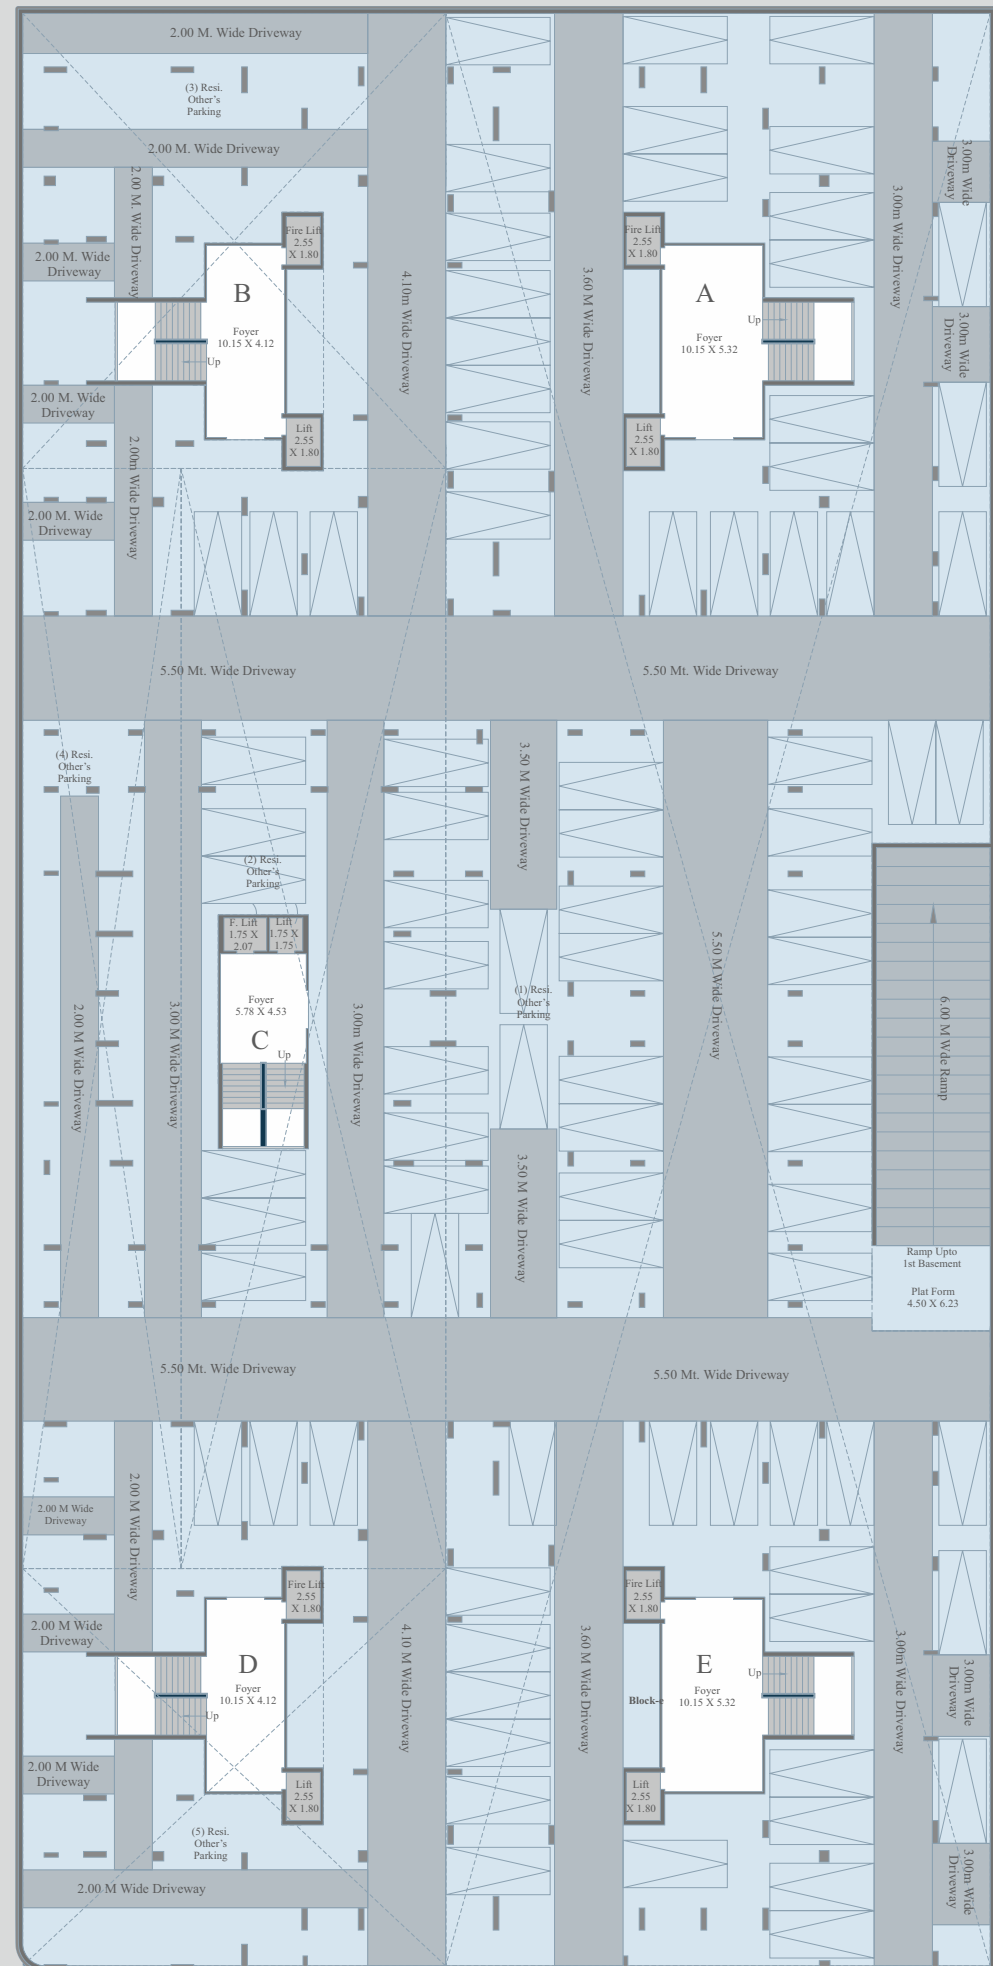 2.00 M. Wide Driveway
(3) Resi.
Other's
Parking
2.00 M. Wide Driveway
2.00 M. Wide Driveway
2.00 M. Wide
Driveway
Fire Lift
2.55
X 1.80
B
Foyer
10.15 X 4.12
Up
Lift
2.55
X 1.80
2.00 M. Wide
Driveway
2.00m Wide Driveway
2.00 M. Wide
Driveway
4.10m Wide Driveway
3.60 M Wide Driveway
Fire Lift
2.55
X 1.80
A
Foyer
10.15 X 5.32
Up
Lift
2.55
X 1.80
3.00m Wide Driveway
3.00m Wide
Driveway
3.00m Wide
Driveway
5.50 Mt. Wide Driveway
5.50 Mt. Wide Driveway
(4) Resi.
Other's
Parking
2.00 M Wide Driveway
3.00 M Wide Driveway
(2) Resi.
Other's
Parking
F. Lift
1.75 X
2.07
Lift
1.75 X
1.75
Foyer
5.78 X 4.53
C
Up
3.00m Wide Driveway
3.50 M Wide Driveway
(1) Resi.
Other's
Parking
3.50 M Wide Driveway
5.50 M Wide Driveway
6.00 M Wde Ramp
Ramp Upto
1st Basement
Plat Form
4.50 X 6.23
5.50 Mt. Wide Driveway
5.50 Mt. Wide Driveway
2.00 M Wide Driveway
2.00 M Wide
Driveway
2.00 M Wide
Driveway
Fire Lift
2.55
X 1.80
D
Foyer
10.15 X 4.12
Up
Lift
2.55
X 1.80
2.00 M Wide
Driveway
(5) Resi.
Other's
Parking
2.00 M Wide Driveway
4.10 M Wide Driveway
3.60 M Wide Driveway
Fire Lift
2.55
X 1.80
E
Foyer
10.15 X 5.32
Block-e
Up
Lift
2.55
X 1.80
3.00m Wide Driveway
3.00m Wide
Driveway
3.00m Wide
Driveway